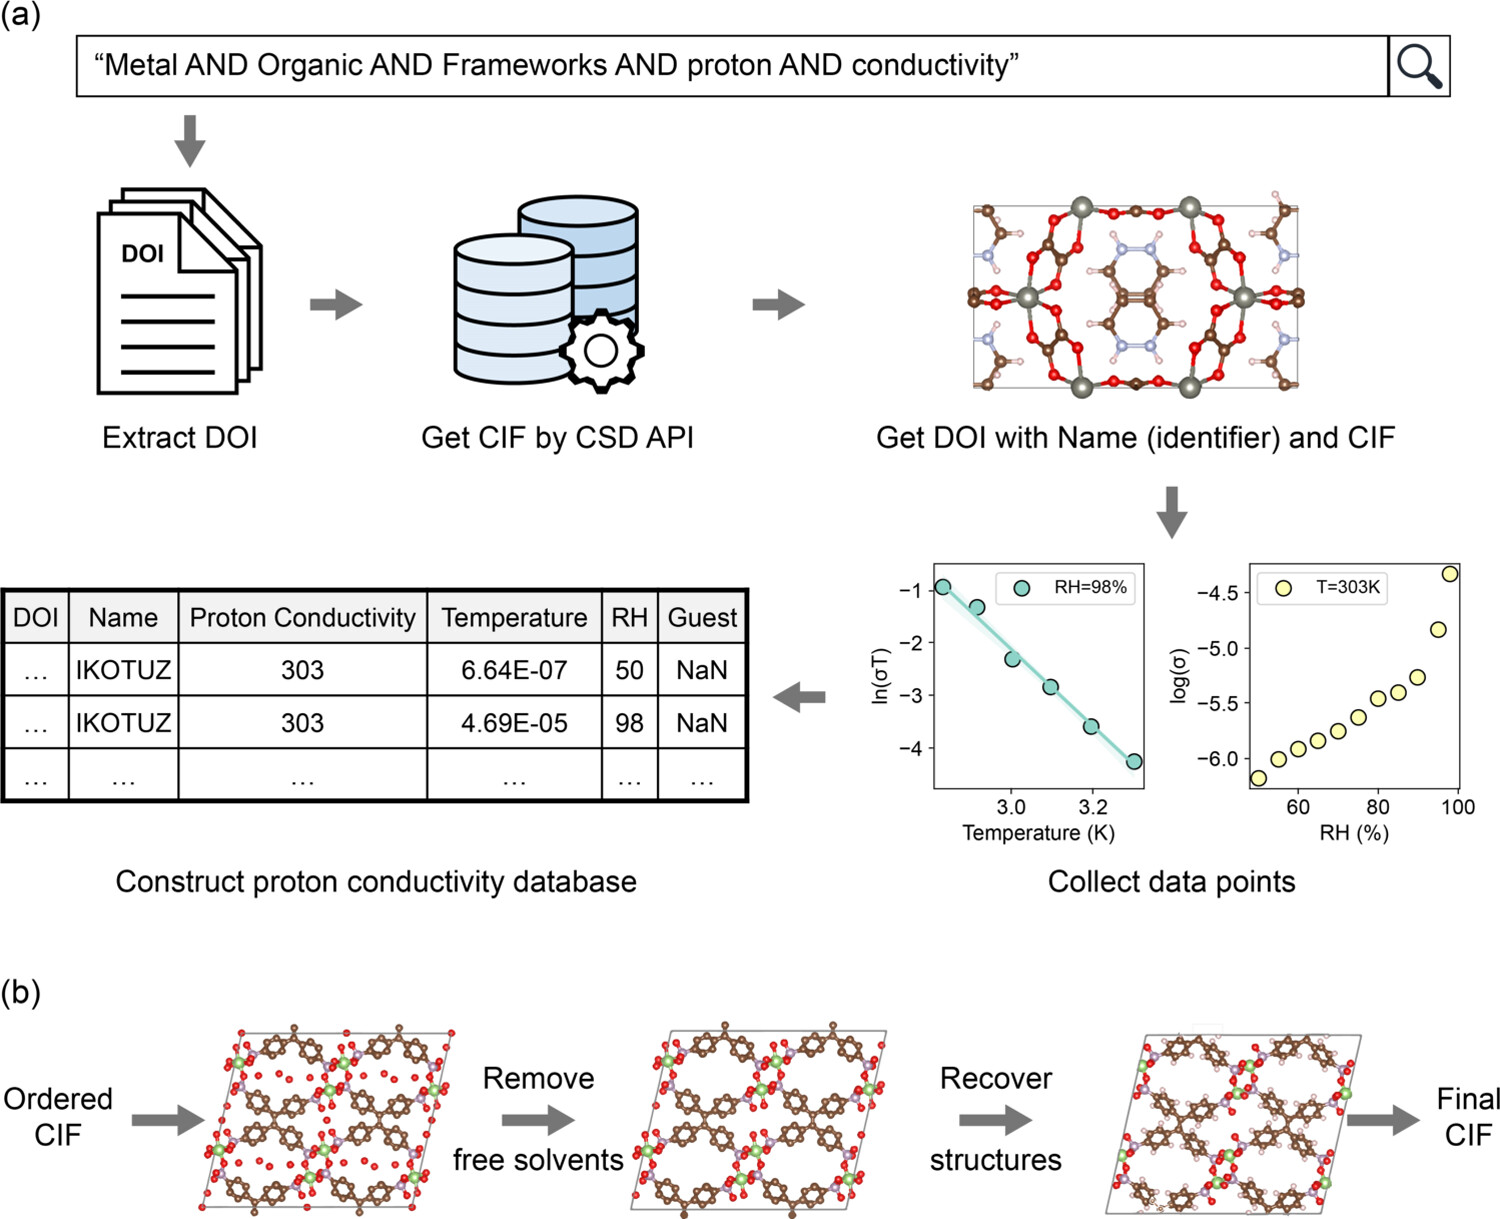 (a)
“Metal AND Organic AND Frameworks AND proton AND conductivity”
DOI
Extract DOI
Get CIF by CSD API
Get DOI with Name (identifier) and CIF
DOI Name Proton Conductivity Temperature RH Guest
... IKOTUZ 303 6.64E-07 50 NaN
... IKOTUZ 303 4.69E-05 98 NaN
... ... ... ... ... ...
Construct proton conductivity database
RH=98%
−1
−2
−3
−4
ln(σT)
3.0 3.2
Temperature (K)
T=303K
−4.5
−5.0
−5.5
−6.0
log(σ)
60 80 100
RH (%)
Collect data points
(b)
Ordered
CIF
Remove
free solvents
Recover
structures
Final
CIF